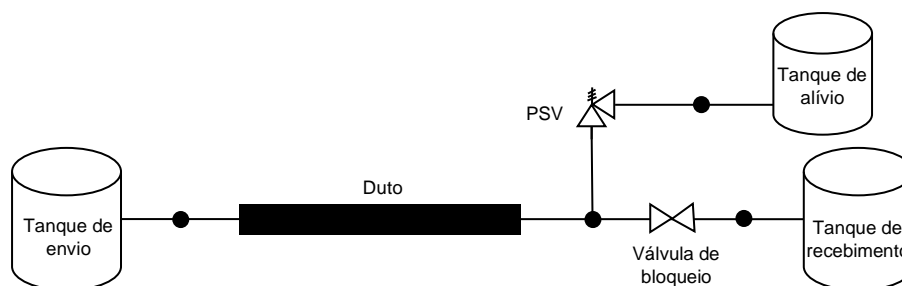 Tanque de
alívio
PSV
Duto
Tanque de
envio
Válvula de
bloqueio
Tanque de
recebimento